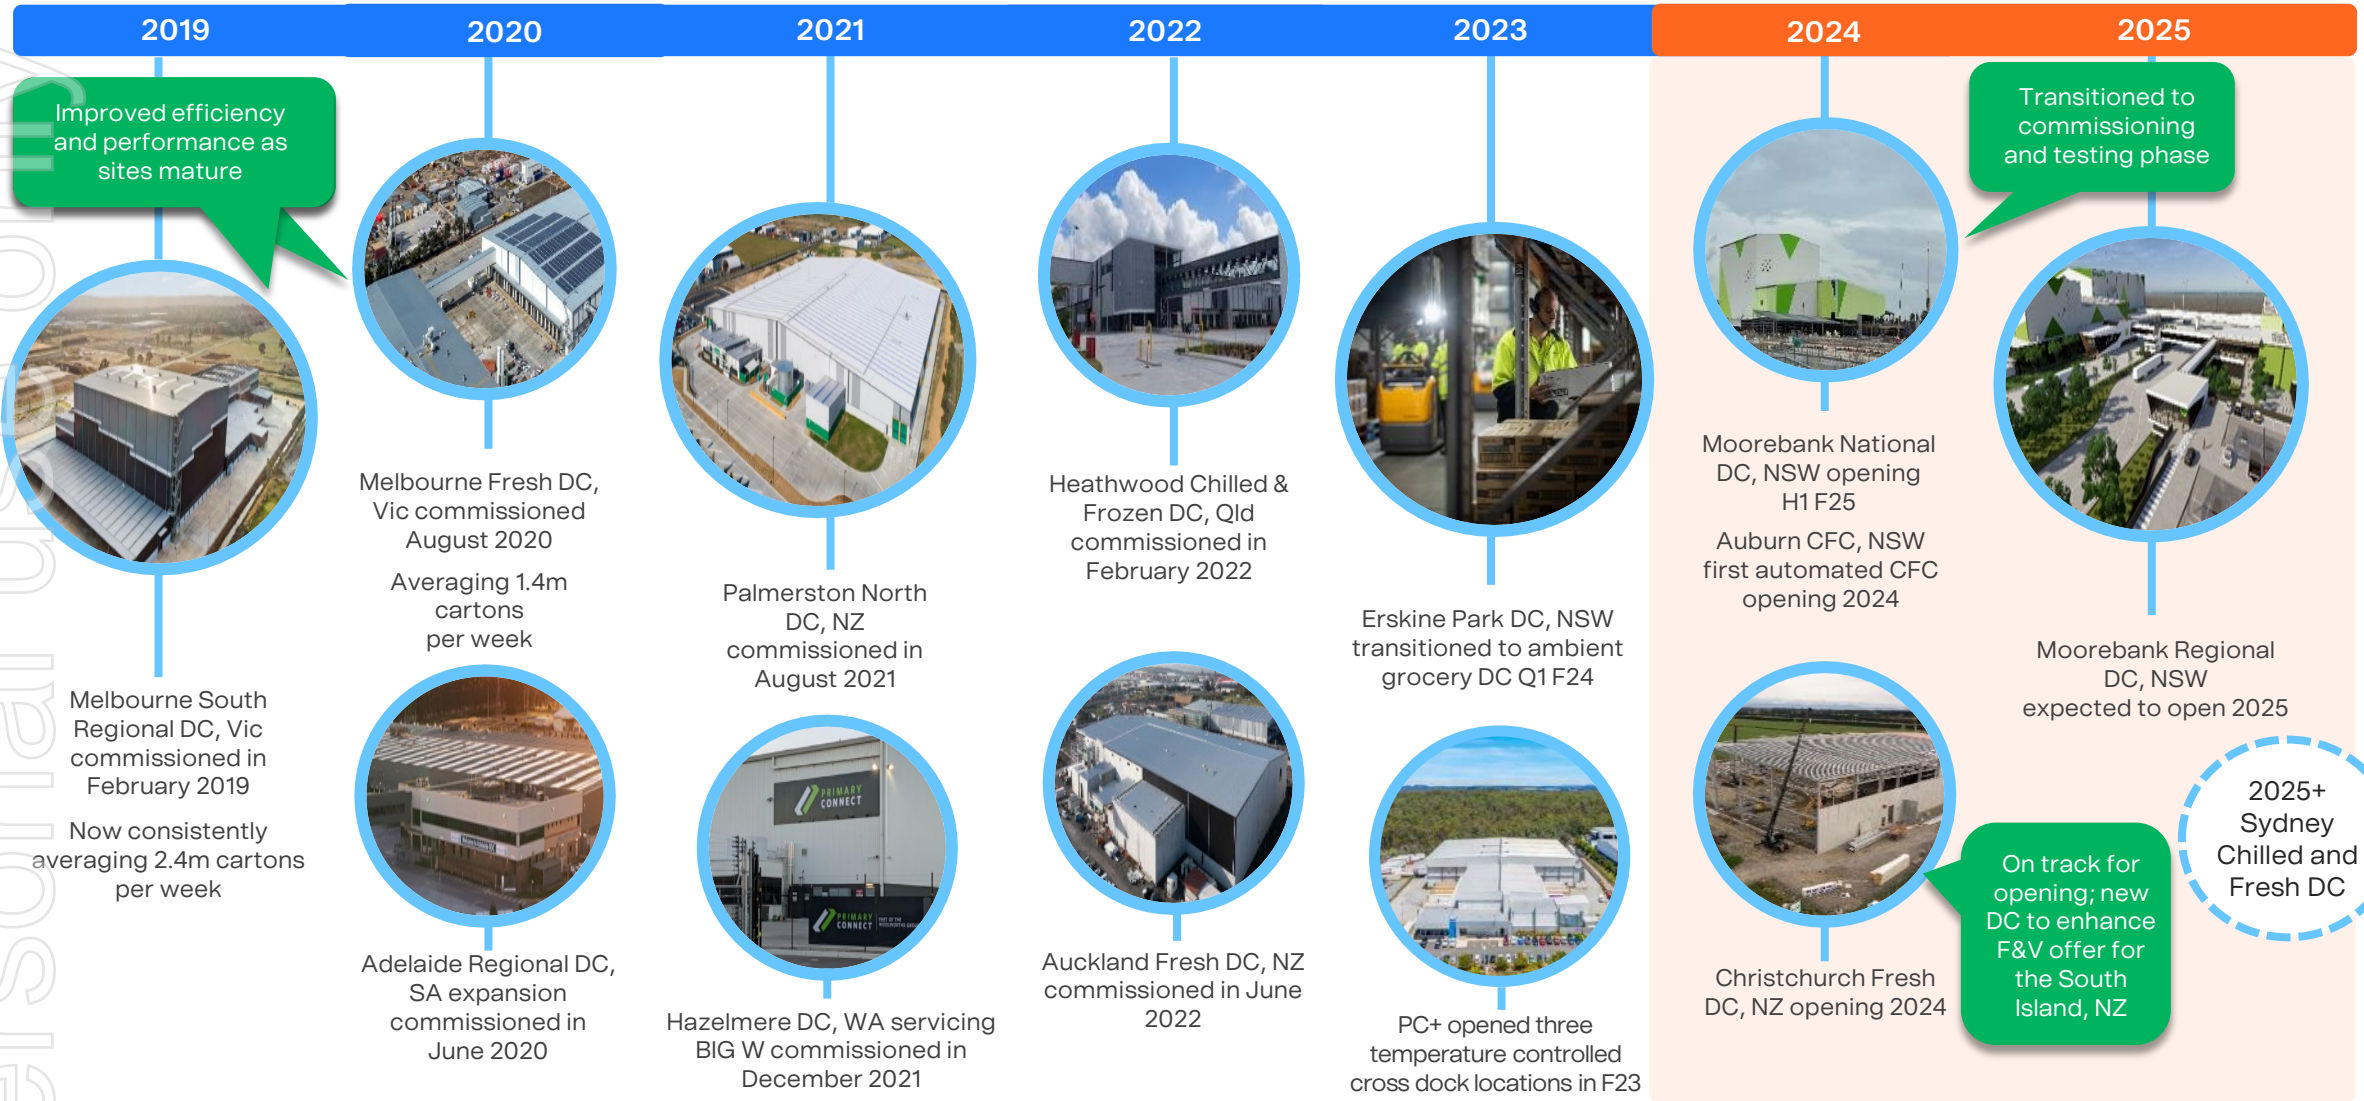 2019
2020
2021
2022
2023
2024
2025
Improved efficiency
and performance as
sites mature
Melbourne South
Regional DC, Vic
commissioned in
February 2019
Now consistently
averaging 2.4m cartons
per week
Melbourne Fresh DC,
Vic commissioned
August 2020
Averaging 1.4m
cartons
per week
Adelaide Regional DC,
SA expansion
commissioned in
June 2020
Palmerston North
DC, NZ
commissioned in
August 2021
PRIMARY
CONNECT
PRIMARY
CONNECT
Hazelmere DC, WA servicing
BIG W commissioned in
December 2021
Heathwood Chilled &
Frozen DC, Qld
commissioned in
February 2022
Auckland Fresh DC, NZ
commissioned in June
2022
Erskine Park DC, NSW
transitioned to ambient
grocery DC Q1 F24
PC+ opened three
temperature controlled
cross dock locations in F23
Moorebank National
DC, NSW opening
H1 F25
Auburn CFC, NSW
first automated CFC
opening 2024
Christchurch Fresh
DC, NZ opening 2024
Transitioned to
commissioning
and testing phase
Moorebank Regional
DC, NSW
expected to open 2025
On track for
opening; new
DC to enhance
F&V offer for
the South
Island, NZ
2025+
Sydney
Chilled and
Fresh DC
ersonal use only